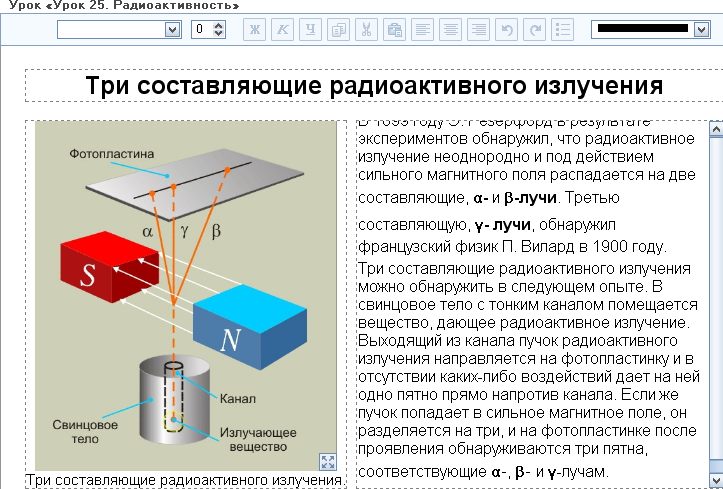 Урок «Урок 25. Радиоактивность»
0
Ж К Ч
Три составляющие радиоактивного излучения
Фотопластина
α γ β
S
N
Канал
Свинцовое
тело
Излучающее
вещество
Три составляющие радиоактивного излучения.
В 1899 году Э. Резерфорд в результате
экспериментов обнаружил, что радиоактивное
излучение неоднородно и под действием
сильного магнитного поля распадается на две
составляющие, α- и β-лучи. Третью
составляющую, γ- лучи, обнаружил
французский физик П. Вилард в 1900 году.
Три составляющие радиоактивного излучения
можно обнаружить в следующем опыте. В
свинцовое тело с тонким каналом помещается
вещество, дающее радиоактивное излучение.
Выходящий из канала пучок радиоактивного
излучения направляется на фотопластинку и в
отсутствии каких-либо воздействий дает на ней
одно пятно прямо напротив канала. Если же
пучок попадает в сильное магнитное поле, он
разделяется на три, и на фотопластинке после
проявления обнаруживаются три пятна,
соответствующие α-, β- и γ-лучам.